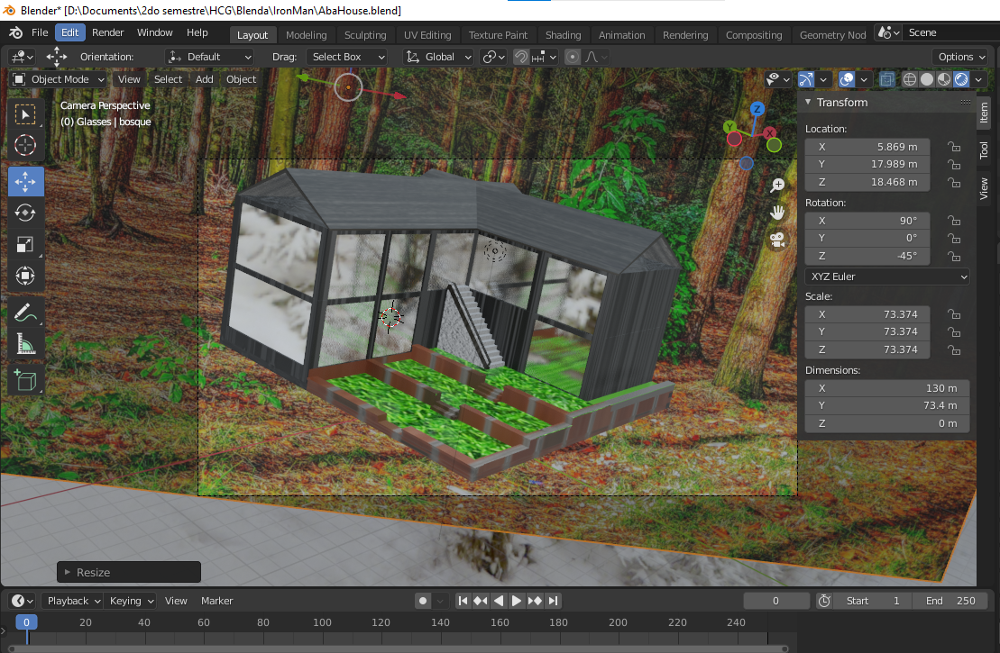 Blender* [D:\Documents\2do semestre\HCG\Blenda\IronMan\AbaHouse.blend]
File Edit Render Window Help Layout Modeling Sculpting UV Editing Texture Paint Shading Animation Rendering Compositing Geometry Nod Scene
Orientation: Default Drag: Select Box Global Options
Object Mode View Select Add Object
Camera Perspective
(0) Glasses | bosque
Transform
Location:
X 5.869 m
Y 17.989 m
Z 18.468 m
Rotation:
X 90°
Y 0°
Z -45°
XYZ Euler
Scale:
X 73.374
Y 73.374
Z 73.374
Dimensions:
X 130 m
Y 73.4 m
Z 0 m
Item
Tool
View
Z
Y
X
Resize
Playback Keying View Marker 0 Start 1 End 250
0 20 40 60 80 100 120 140 160 180 200 220 240